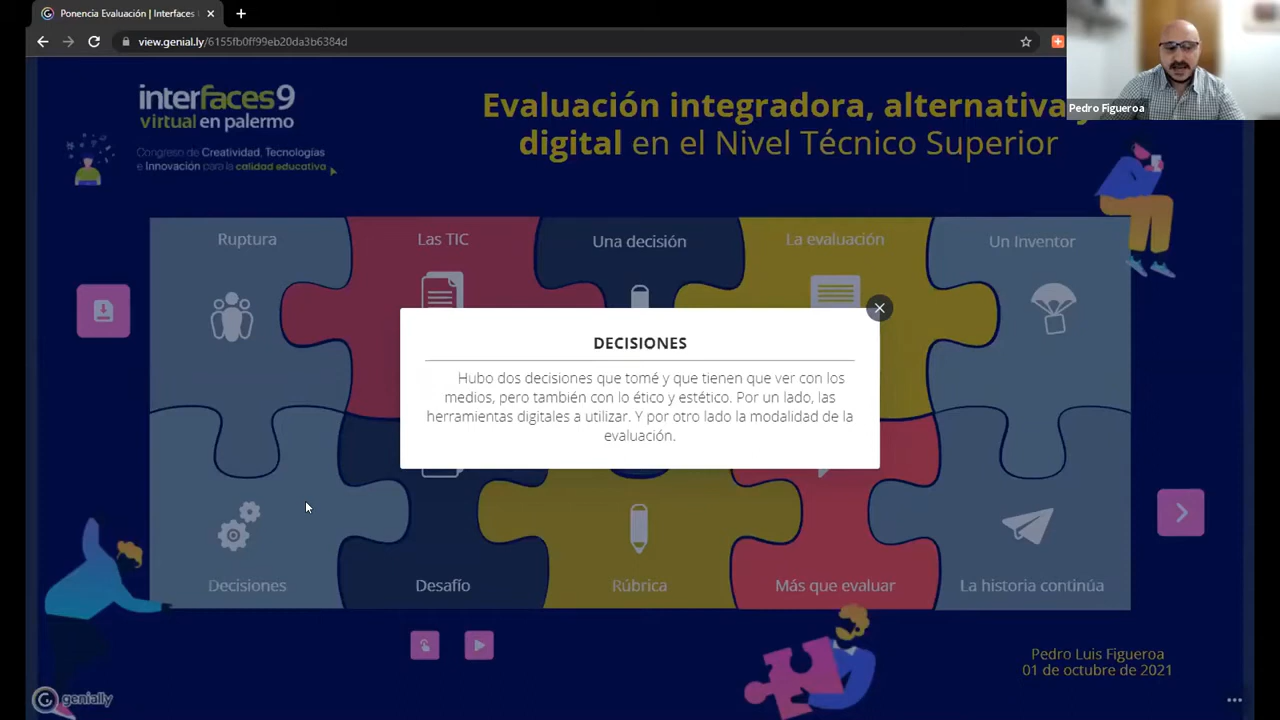 Ponencia Evaluación | Interfaces
view.genial.ly/6155fb0ff99eb20da3b6384d
Pedro Figueroa
interfaces9
virtual en palermo
Congreso de Creatividad, Tecnologías
e Innovación para la calidad educativa
Evaluación integradora, alternativa y
digital en el Nivel Técnico Superior
Ruptura
Las TIC
Una decisión
La evaluación
Un Inventor
DECISIONES
Hubo dos decisiones que tomé y que tienen que ver con los
medios, pero también con lo ético y estético. Por un lado, las
herramientas digitales a utilizar. Y por otro lado la modalidad de la
evaluación.
Decisiones
Desafío
Rúbrica
Más que evaluar
La historia continúa
Pedro Luis Figueroa
01 de octubre de 2021
genially